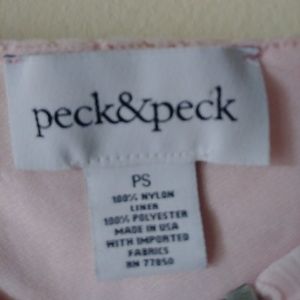 peck&peck
PS
100% NYLON
LINER
100% POLYESTER
MADE IN USA
WITH IMPORTED
FABRICS
RN 77850